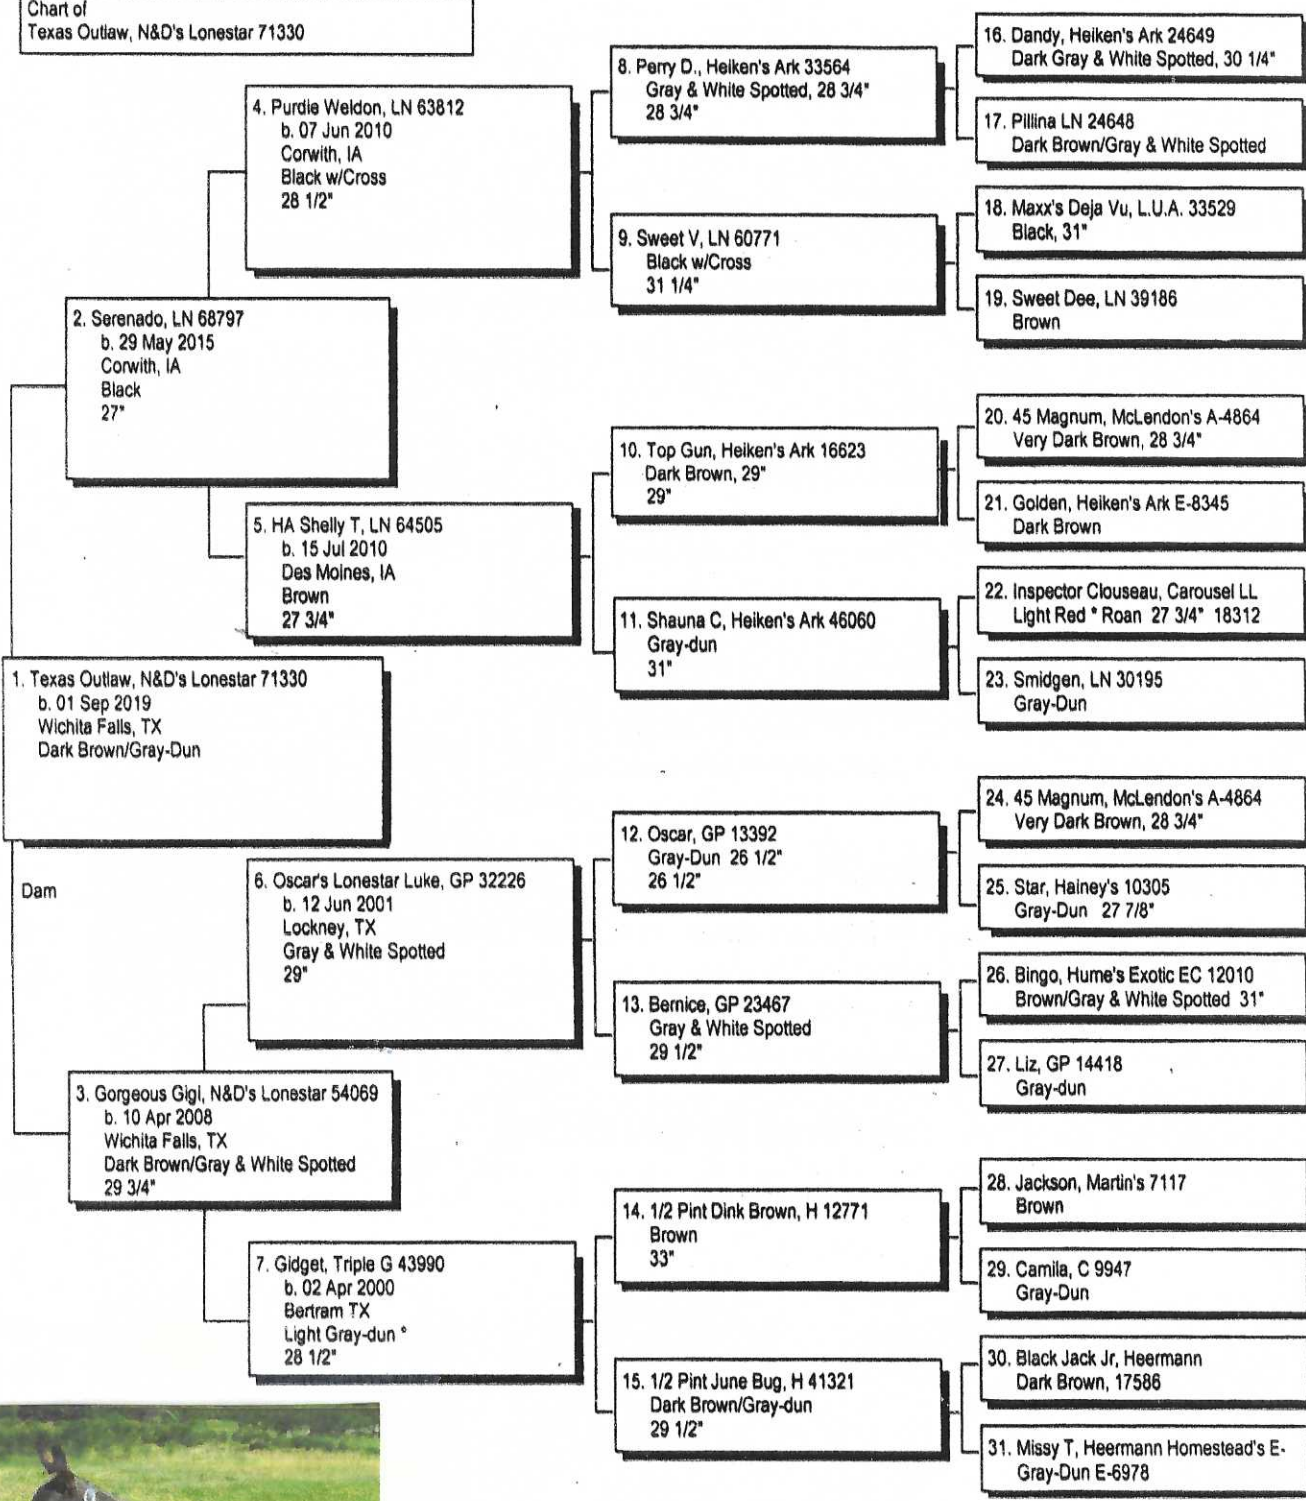 Chart of
Texas Outlaw, N&D's Lonestar 71330
1. Texas Outlaw, N&D's Lonestar 71330
b. 01 Sep 2019
Wichita Falls, TX
Dark Brown/Gray-Dun
Dam
2. Serenado, LN 68797
b. 29 May 2015
Corwith, IA
Black
27"
3. Gorgeous Gigi, N&D's Lonestar 54069
b. 10 Apr 2008
Wichita Falls, TX
Dark Brown/Gray & White Spotted
29 3/4"
4. Purdie Weldon, LN 63812
b. 07 Jun 2010
Corwith, IA
Black w/Cross
28 1/2"
5. HA Shelly T, LN 64505
b. 15 Jul 2010
Des Moines, IA
Brown
27 3/4"
6. Oscar's Lonestar Luke, GP 32226
b. 12 Jun 2001
Lockney, TX
Gray & White Spotted
29"
7. Gidget, Triple G 43990
b. 02 Apr 2000
Bertram TX
Light Gray-dun *
28 1/2"
8. Perry D., Heiken's Ark 33564
Gray & White Spotted, 28 3/4"
28 3/4"
9. Sweet V, LN 60771
Black w/Cross
31 1/4"
10. Top Gun, Heiken's Ark 16623
Dark Brown, 29"
29"
11. Shauna C, Heiken's Ark 46060
Gray-dun
31"
12. Oscar, GP 13392
Gray-Dun 26 1/2"
26 1/2"
13. Bernice, GP 23467
Gray & White Spotted
29 1/2"
14. 1/2 Pint Dink Brown, H 12771
Brown
33"
15. 1/2 Pint June Bug, H 41321
Dark Brown/Gray-dun
29 1/2"
16. Dandy, Heiken's Ark 24649
Dark Gray & White Spotted, 30 1/4"
17. Pillina LN 24648
Dark Brown/Gray & White Spotted
18. Maxx's Deja Vu, L.U.A. 33529
Black, 31"
19. Sweet Dee, LN 39186
Brown
20. 45 Magnum, McLendon's A-4864
Very Dark Brown, 28 3/4"
21. Golden, Heiken's Ark E-8345
Dark Brown
22. Inspector Clouseau, Carousel LL
Light Red * Roan 27 3/4" 18312
23. Smidgen, LN 30195
Gray-Dun
24. 45 Magnum, McLendon's A-4864
Very Dark Brown, 28 3/4"
25. Star, Hainey's 10305
Gray-Dun 27 7/8"
26. Bingo, Hume's Exotic EC 12010
Brown/Gray & White Spotted 31"
27. Liz, GP 14418
Gray-dun
28. Jackson, Martin's 7117
Brown
29. Camila, C 9947
Gray-Dun
30. Black Jack Jr, Heermann
Dark Brown, 17586
31. Missy T, Heermann Homestead's E-
Gray-Dun E-6978